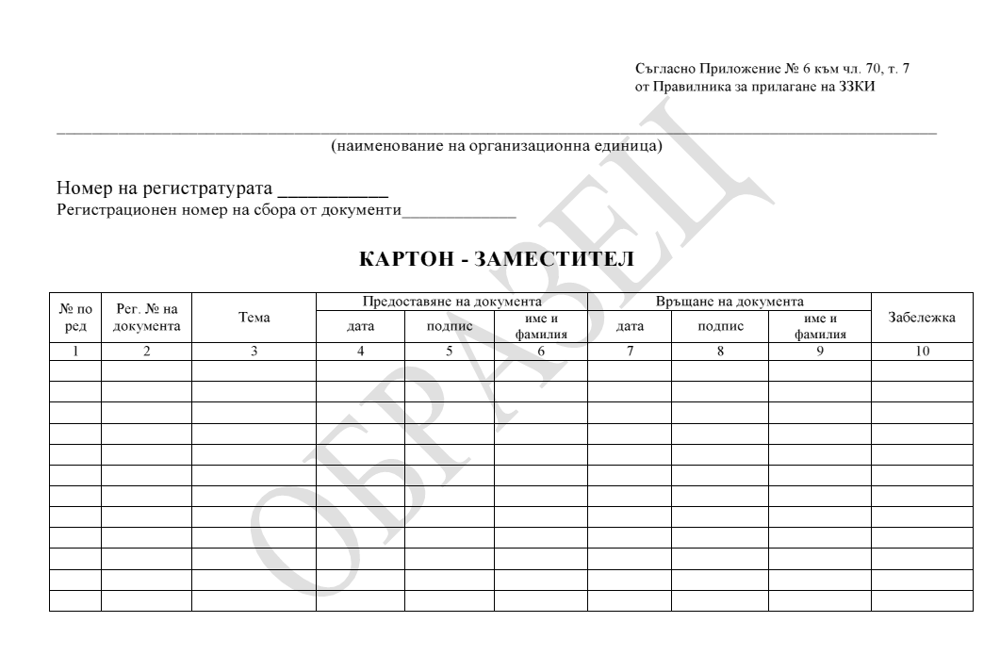 Съгласно Приложение № 6 към чл. 70, т. 7
от Правилника за прилагане на ЗЗКИ
(наименование на организационна единица)
Номер на регистратурата ___________
Регистрационен номер на сбора от документи______________
КАРТОН - ЗАМЕСТИТЕЛ
№ по ред Рег. № на документа Тема Предоставяне на документа Връщане на документа Забележка
дата подпис име и фамилия дата подпис име и фамилия
1 2 3 4 5 6 7 8 9 10
ОБРАЗЕЦ